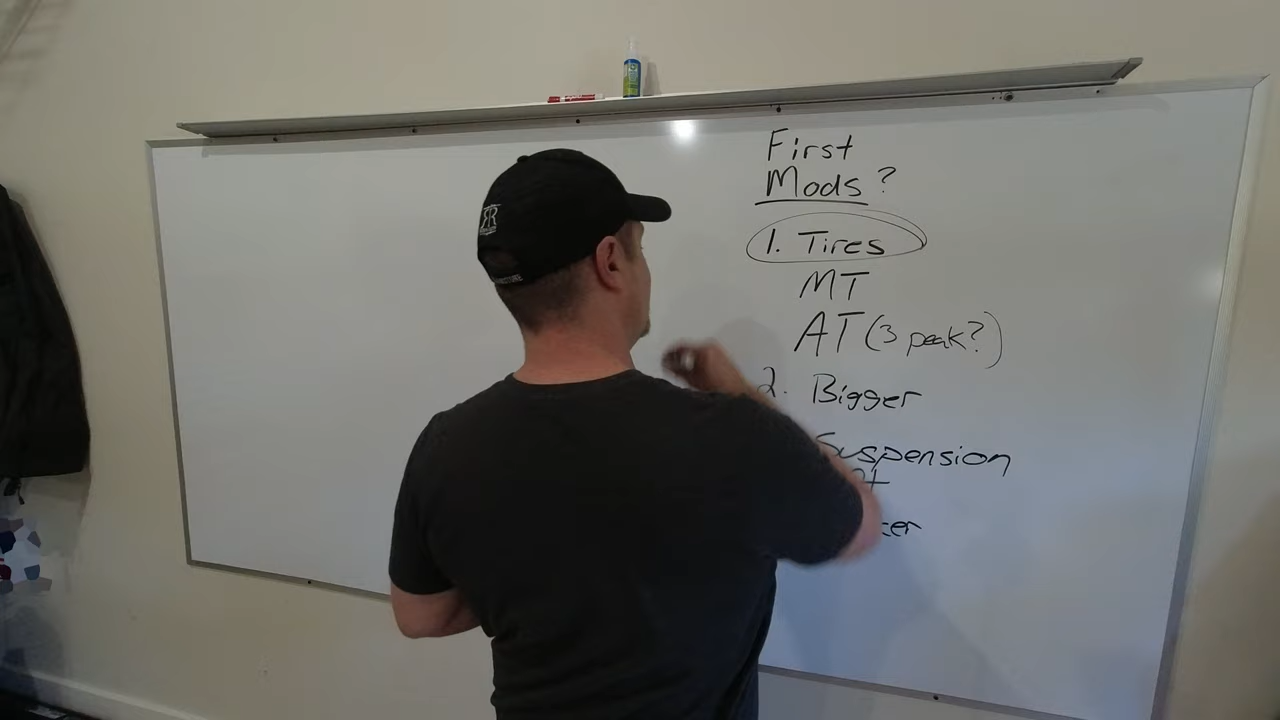 First
Mods?
1. Tires
MT
AT (3 peak?)
2. Bigger
Suspension